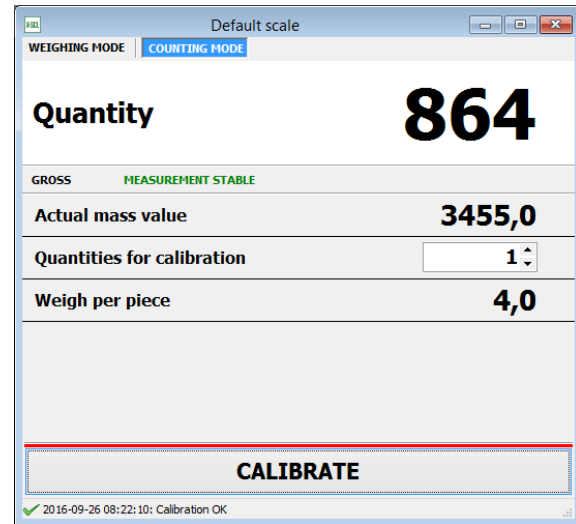 Default scale
WEIGHING MODE COUNTING MODE
Quantity 864
GROSS MEASUREMENT STABLE
Actual mass value 3455,0
Quantities for calibration 1
Weigh per piece 4,0
CALIBRATE
2016-09-26 08:22:10: Calibration OK